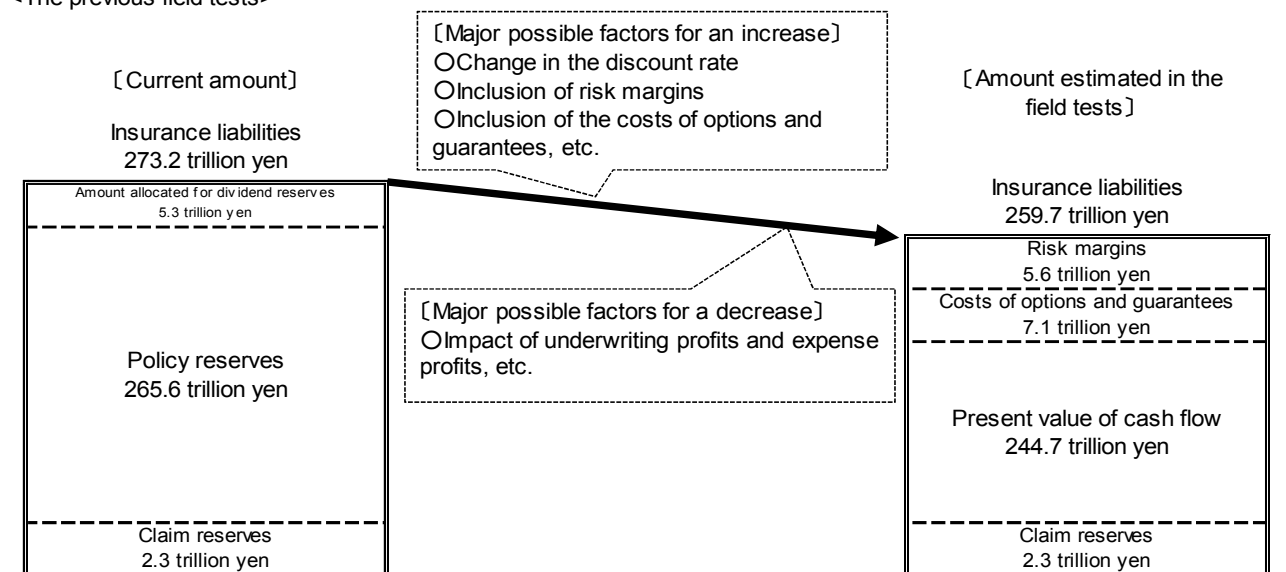 <The previous field tests>
〔Major possible factors for an increase〕
○Change in the discount rate
○Inclusion of risk margins
○Inclusion of the costs of options and
guarantees, etc.
〔Current amount〕
Insurance liabilities
273.2 trillion yen
Amount allocated for dividend reserves
5.3 trillion yen
Policy reserves
265.6 trillion yen
Claim reserves
2.3 trillion yen
〔Major possible factors for a decrease〕
○Impact of underwriting profits and expense
profits, etc.
〔Amount estimated in the
field tests〕
Insurance liabilities
259.7 trillion yen
Risk margins
5.6 trillion yen
Costs of options and guarantees
7.1 trillion yen
Present value of cash flow
244.7 trillion yen
Claim reserves
2.3 trillion yen